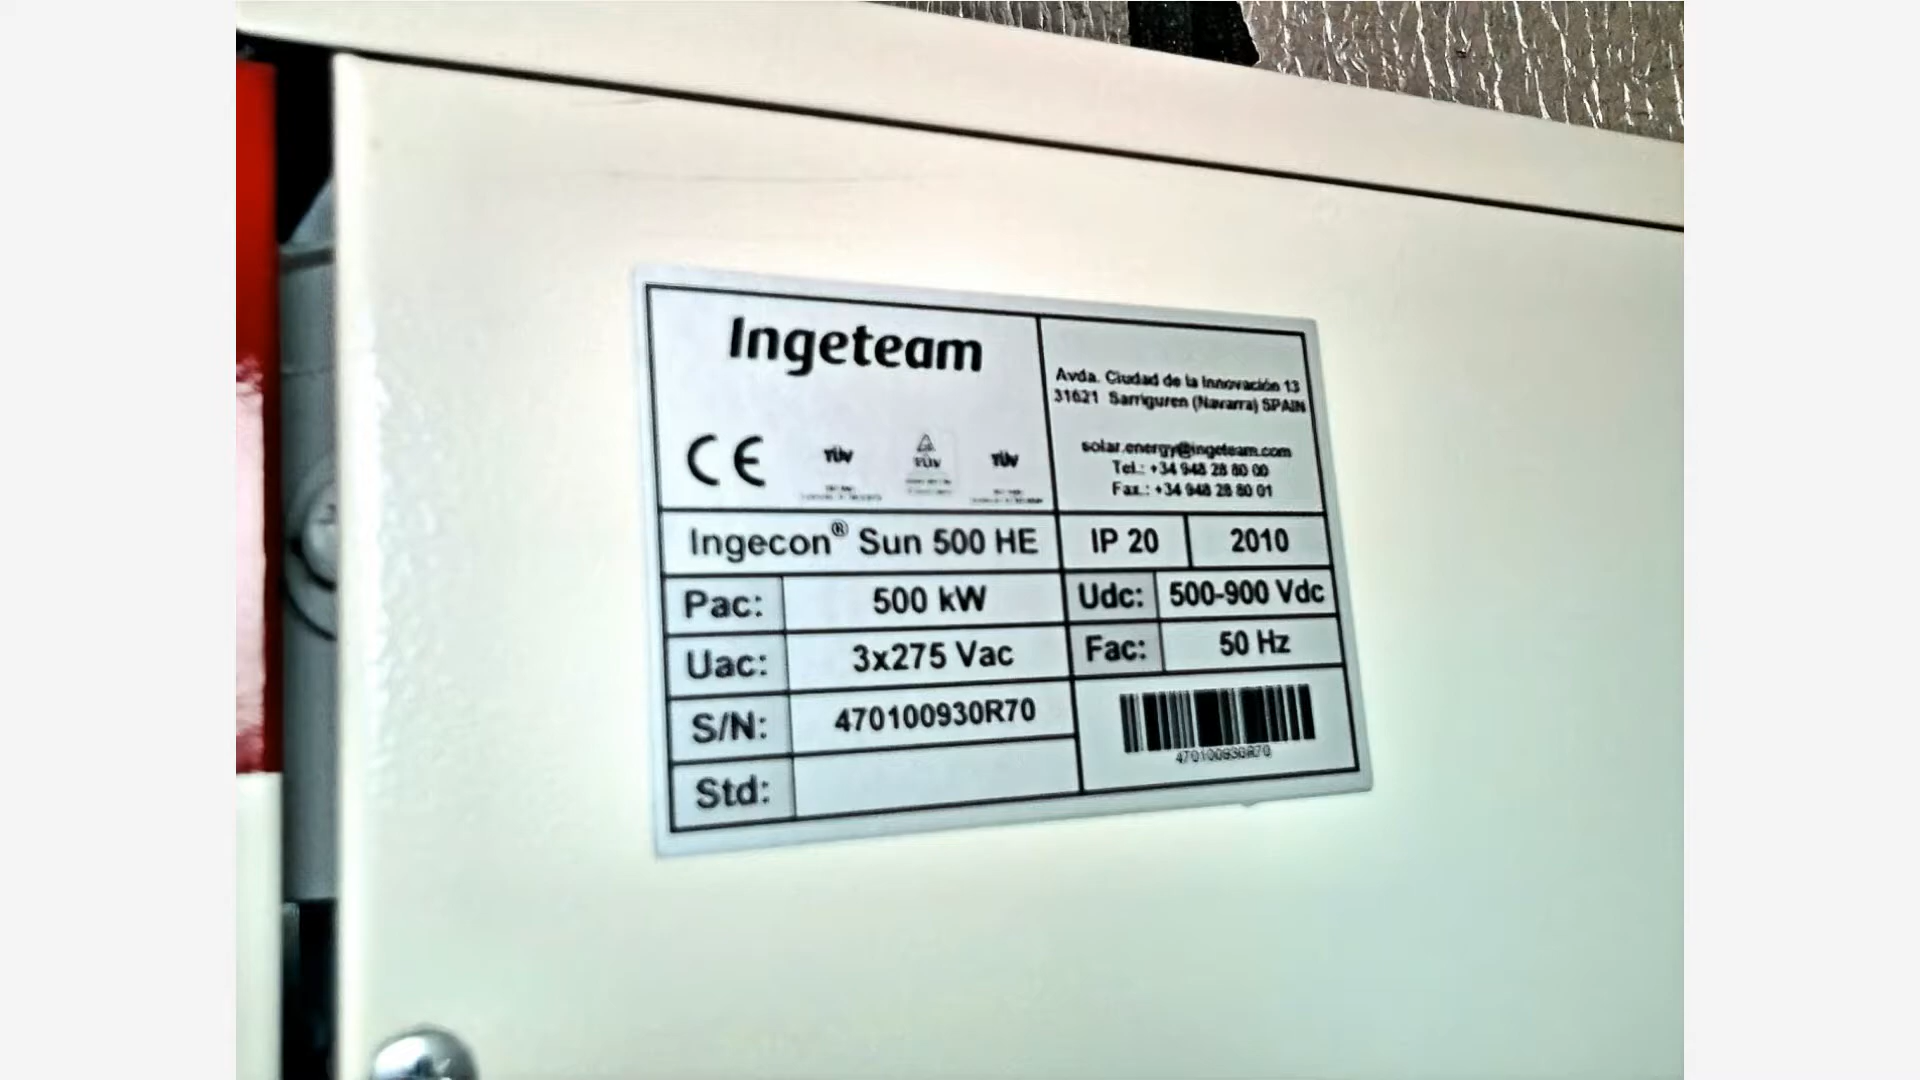 Ingeteam
Avda. Ciudad de la Innovación 13
31621 Sarriguren (Navarra) SPAIN
solar.energy@ingeteam.com
Tel.: +34 948 28 80 00
Fax.: +34 948 28 80 01
CE TÜV TÜV TÜV
Ingecon® Sun 500 HE IP 20 2010
Pac: 500 kW Udc: 500-900 Vdc
Uac: 3x275 Vac Fac: 50 Hz
S/N: 470100930R70
470100930R70
Std: